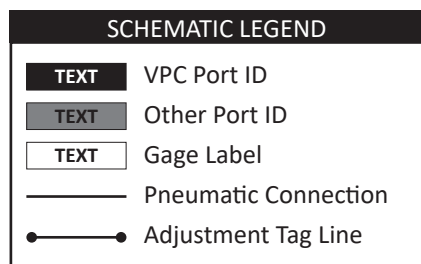 SCHEMATIC LEGEND
TEXT VPC Port ID
TEXT Other Port ID
TEXT Gage Label
Pneumatic Connection
Adjustment Tag Line